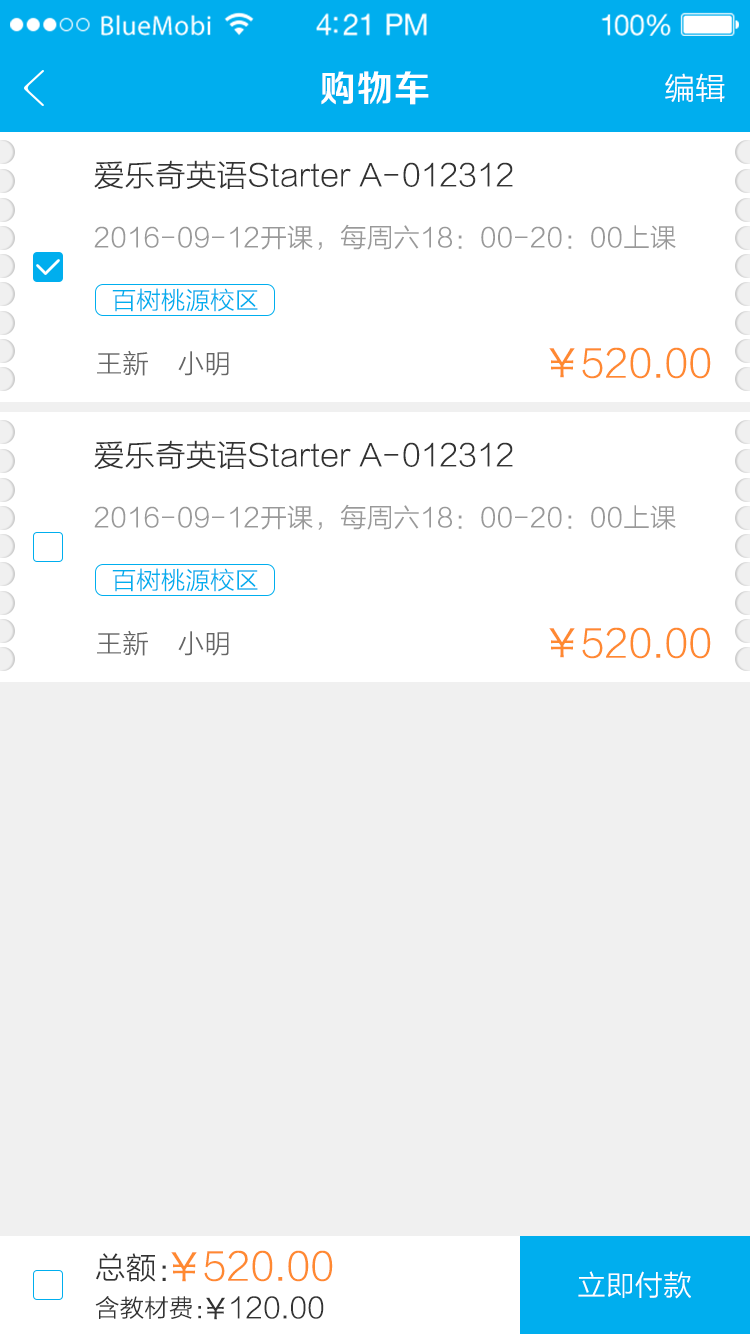 BlueMobi 4:21 PM 100%
购物车 编辑
爱乐奇英语Starter A-012312
2016-09-12开课，每周六18：00-20：00上课
百树桃源校区
王新 小明 ￥520.00
爱乐奇英语Starter A-012312
2016-09-12开课，每周六18：00-20：00上课
百树桃源校区
王新 小明 ￥520.00
总额:￥520.00
含教材费:￥120.00
立即付款